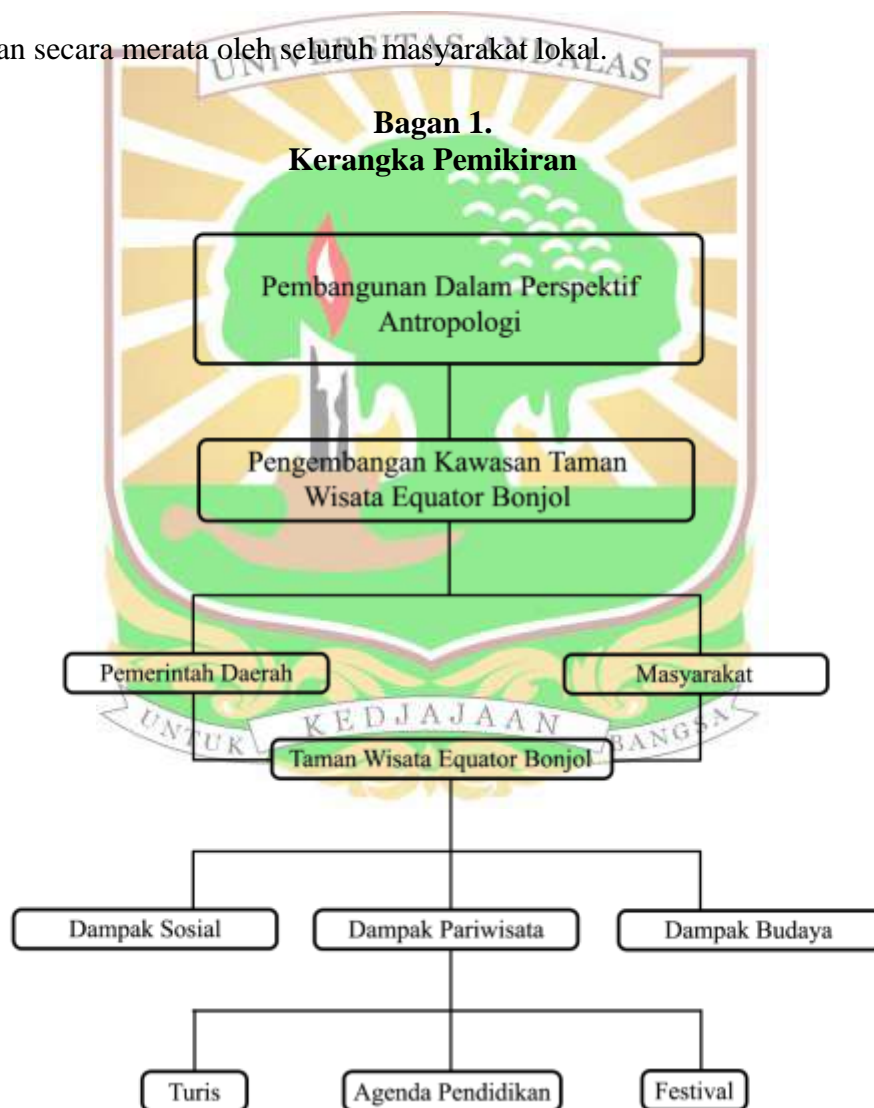 an secara merata oleh seluruh masyarakat lokal.
UNIVERSITAS ANDALAS
Bagan 1.
Kerangka Pemikiran
Pembangunan Dalam Perspektif
Antropologi
Pengembangan Kawasan Taman
Wisata Equator Bonjol
Pemerintah Daerah
Masyarakat
UNTUK KEDJAJAAN BANGSA
Taman Wisata Equator Bonjol
Dampak Sosial
Dampak Pariwisata
Dampak Budaya
Turis
Agenda Pendidikan
Festival